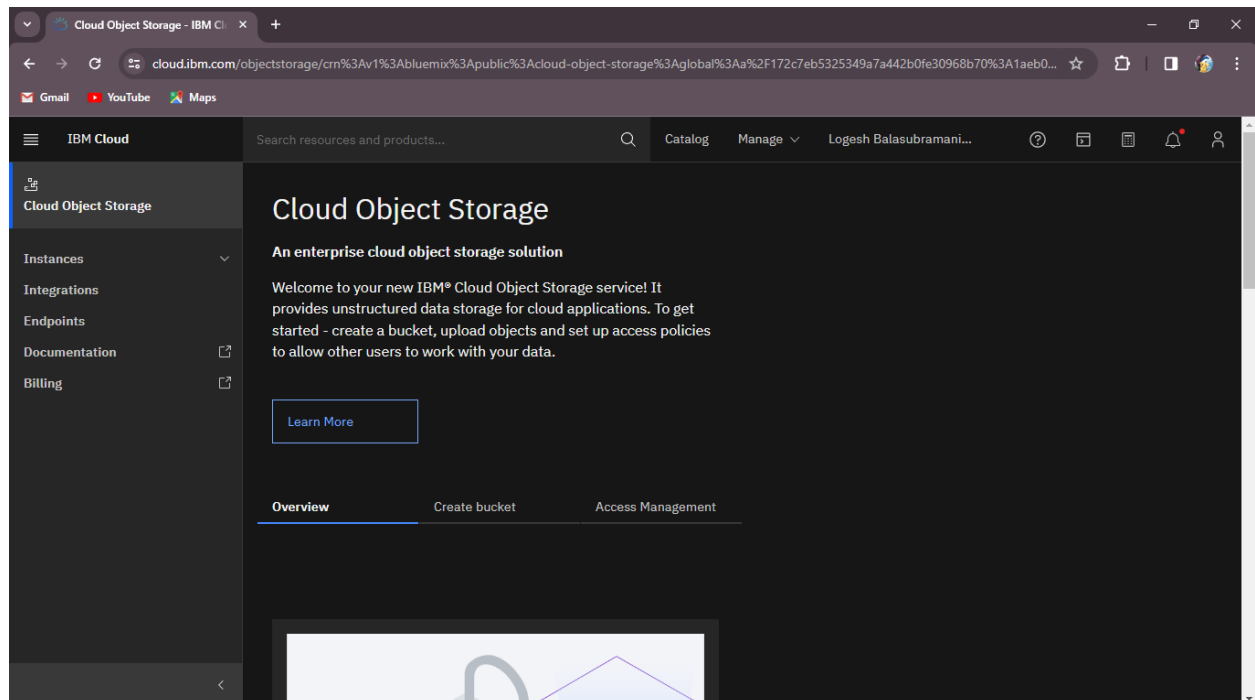 Cloud Object Storage - IBM Cl
cloud.ibm.com/objectstorage/crn%3Av1%3Abluemix%3Apublic%3Acloud-object-storage%3Aglobal%3Aa%2F172c7eb5325349a7a442b0fe30968b70%3A1aeb0...
Gmail YouTube Maps
IBM Cloud
Search resources and products...
Catalog
Manage
Logesh Balasubramani...
Cloud Object Storage
Instances
Integrations
Endpoints
Documentation
Billing
Cloud Object Storage
An enterprise cloud object storage solution
Welcome to your new IBM® Cloud Object Storage service! It
provides unstructured data storage for cloud applications. To get
started - create a bucket, upload objects and set up access policies
to allow other users to work with your data.
Learn More
Overview
Create bucket
Access Management